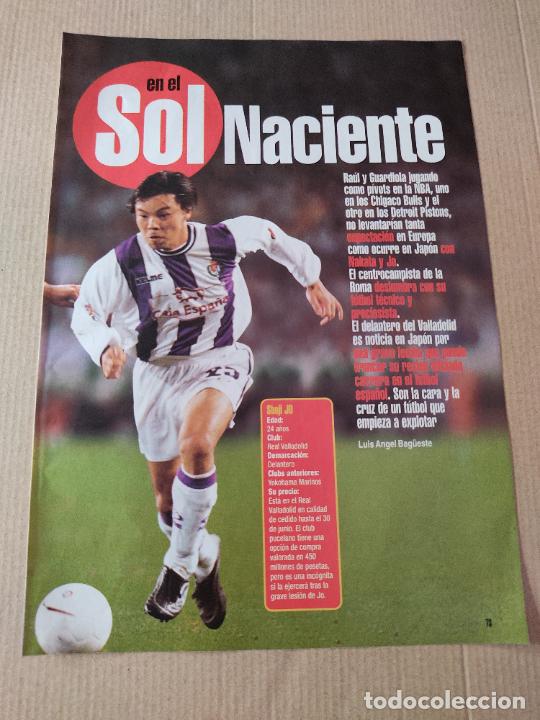 en el
Sol Naciente
Raúl y Guardiola jugando
como pívots en la NBA, uno
en los Chigaco Bulls y el
otro en los Detroit Pistons,
no levantarían tanta
expectación en Europa
como ocurre en Japón con
Nakata y Jo.
El centrocampista de la
Roma deslumbra con su
fútbol técnico y
preciosista.
El delantero del Valladolid
es noticia en Japón por
una grave lesión que puede
truncar su recién iniciada
carrera en el fútbol
español. Son la cara y la
cruz de un fútbol que
empieza a explotar
Luis Angel Bagüeste
KELME
Caja España
25
Shoji JO
Edad:
24 años
Club:
Real Valladolid
Demarcación:
Delantero
Clubs anteriores:
Yokohama Marinos
Su precio:
Está en el Real
Valladolid en calidad
de cedido hasta el 30
de junio. El club
pucelano tiene una
opción de compra
valorada en 450
millones de pesetas,
pero es una incógnita
si la ejercerá tras la
grave lesión de Jo.
todocoleccion